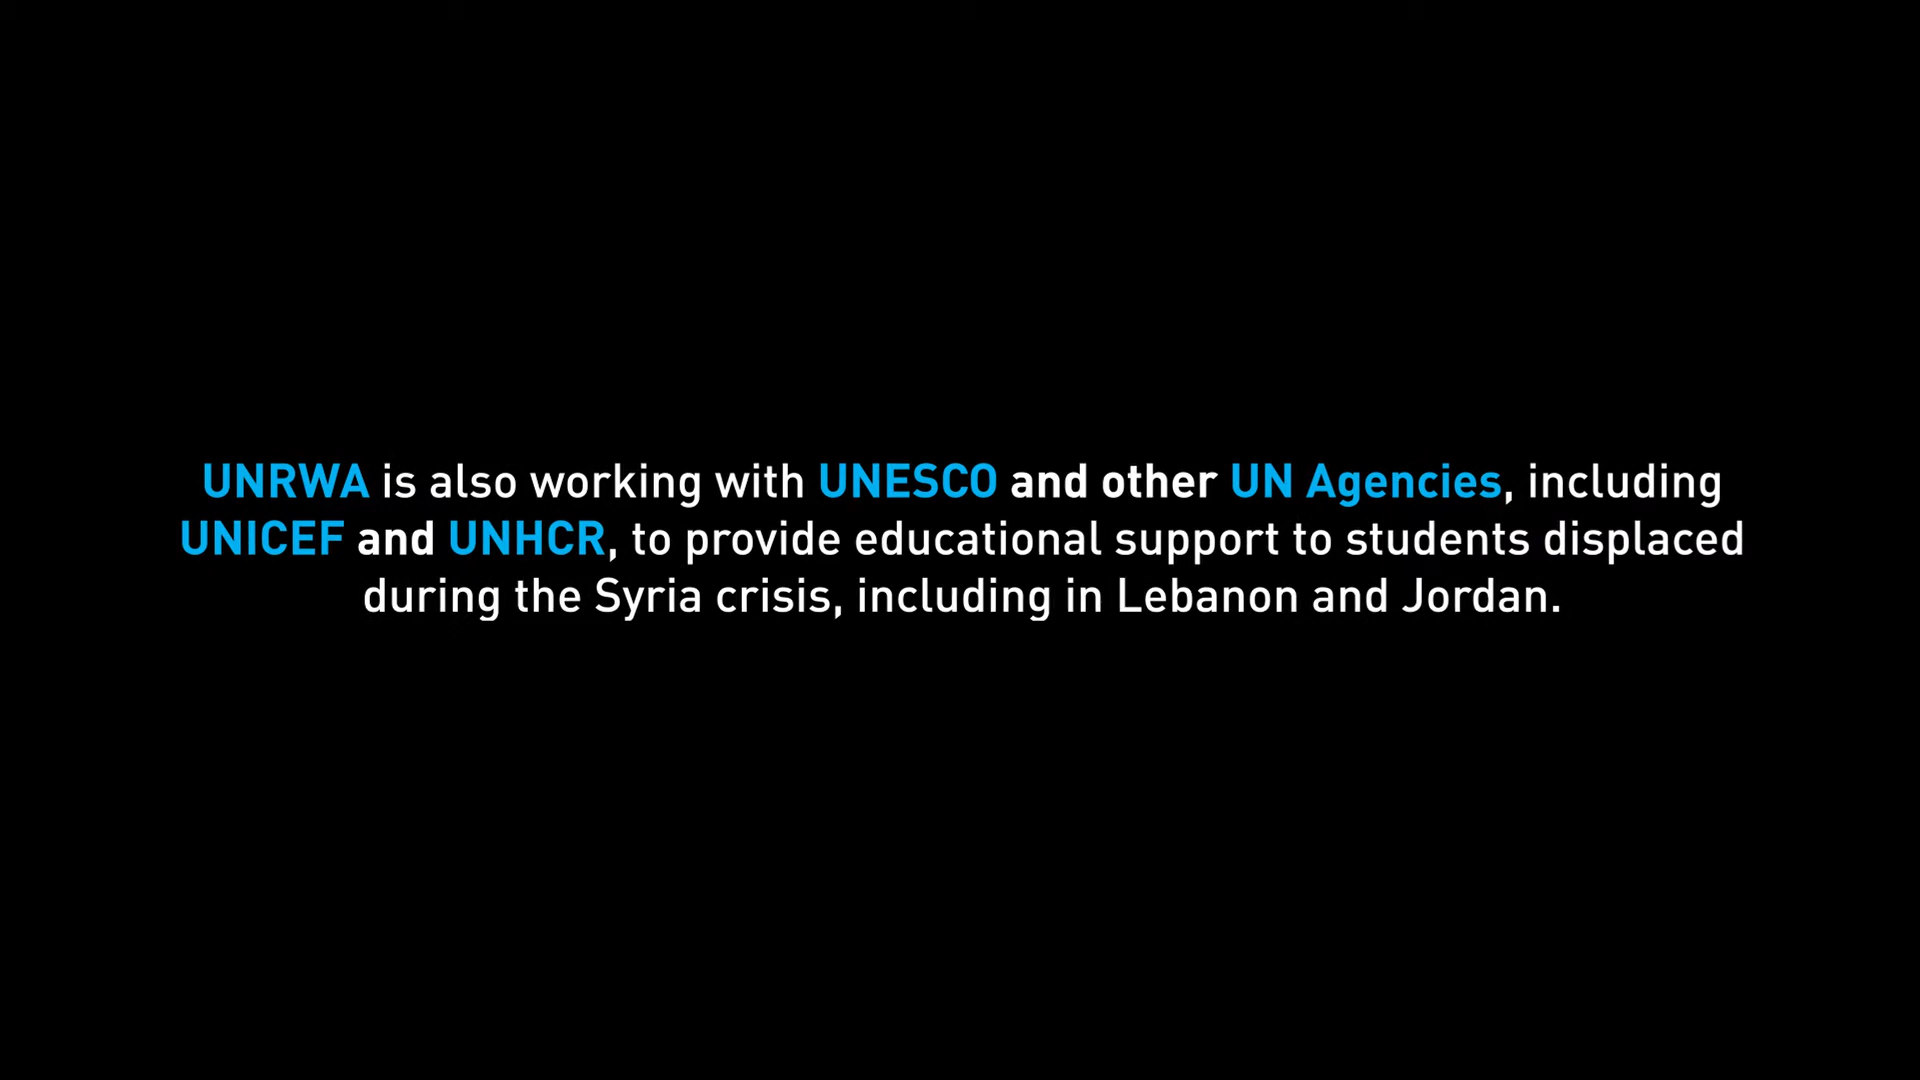 UNRWA is also working with UNESCO and other UN Agencies, including
UNICEF and UNHCR, to provide educational support to students displaced
during the Syria crisis, including in Lebanon and Jordan.